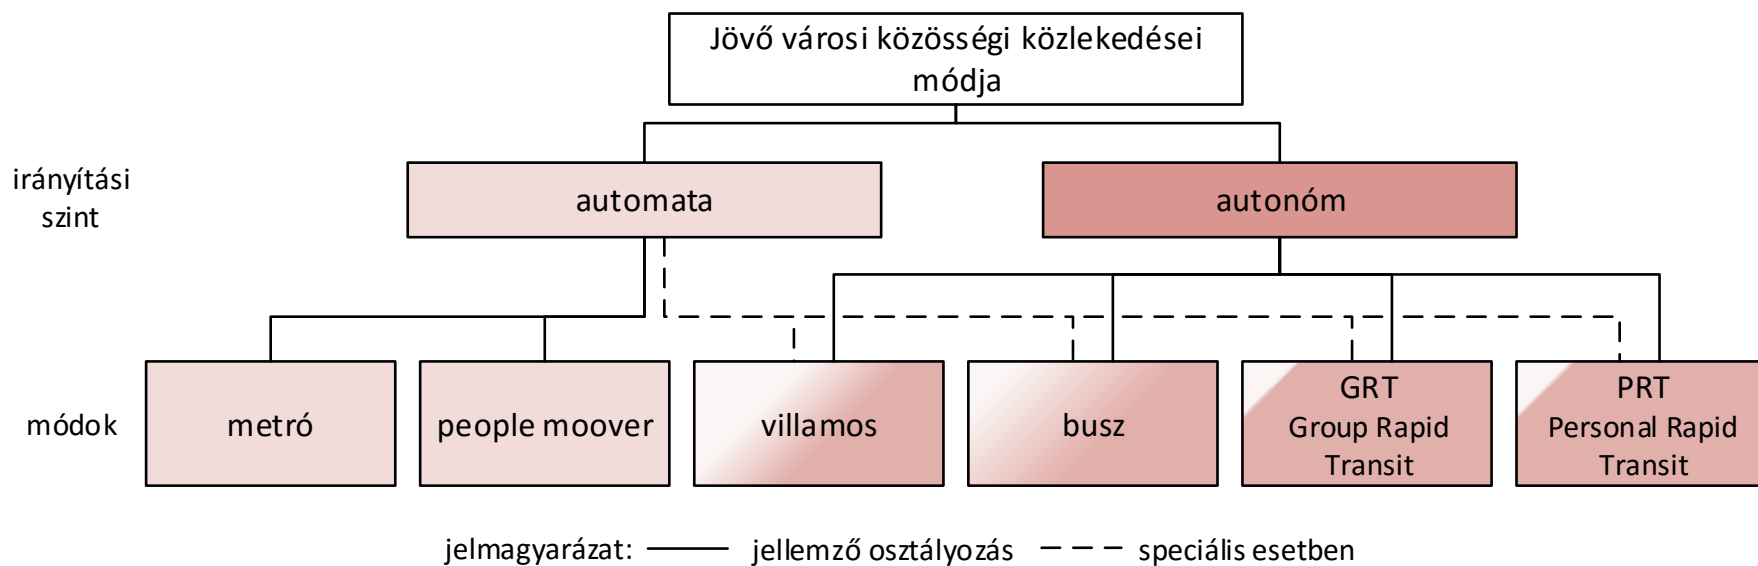 Jövő városi közösségi közlekedései
módja
irányítási
szint
automata
autonóm
módok
metró
people moover
villamos
busz
GRT
Group Rapid
Transit
PRT
Personal Rapid
Transit
jelmagyarázat: jellemző osztályozás speciális esetben